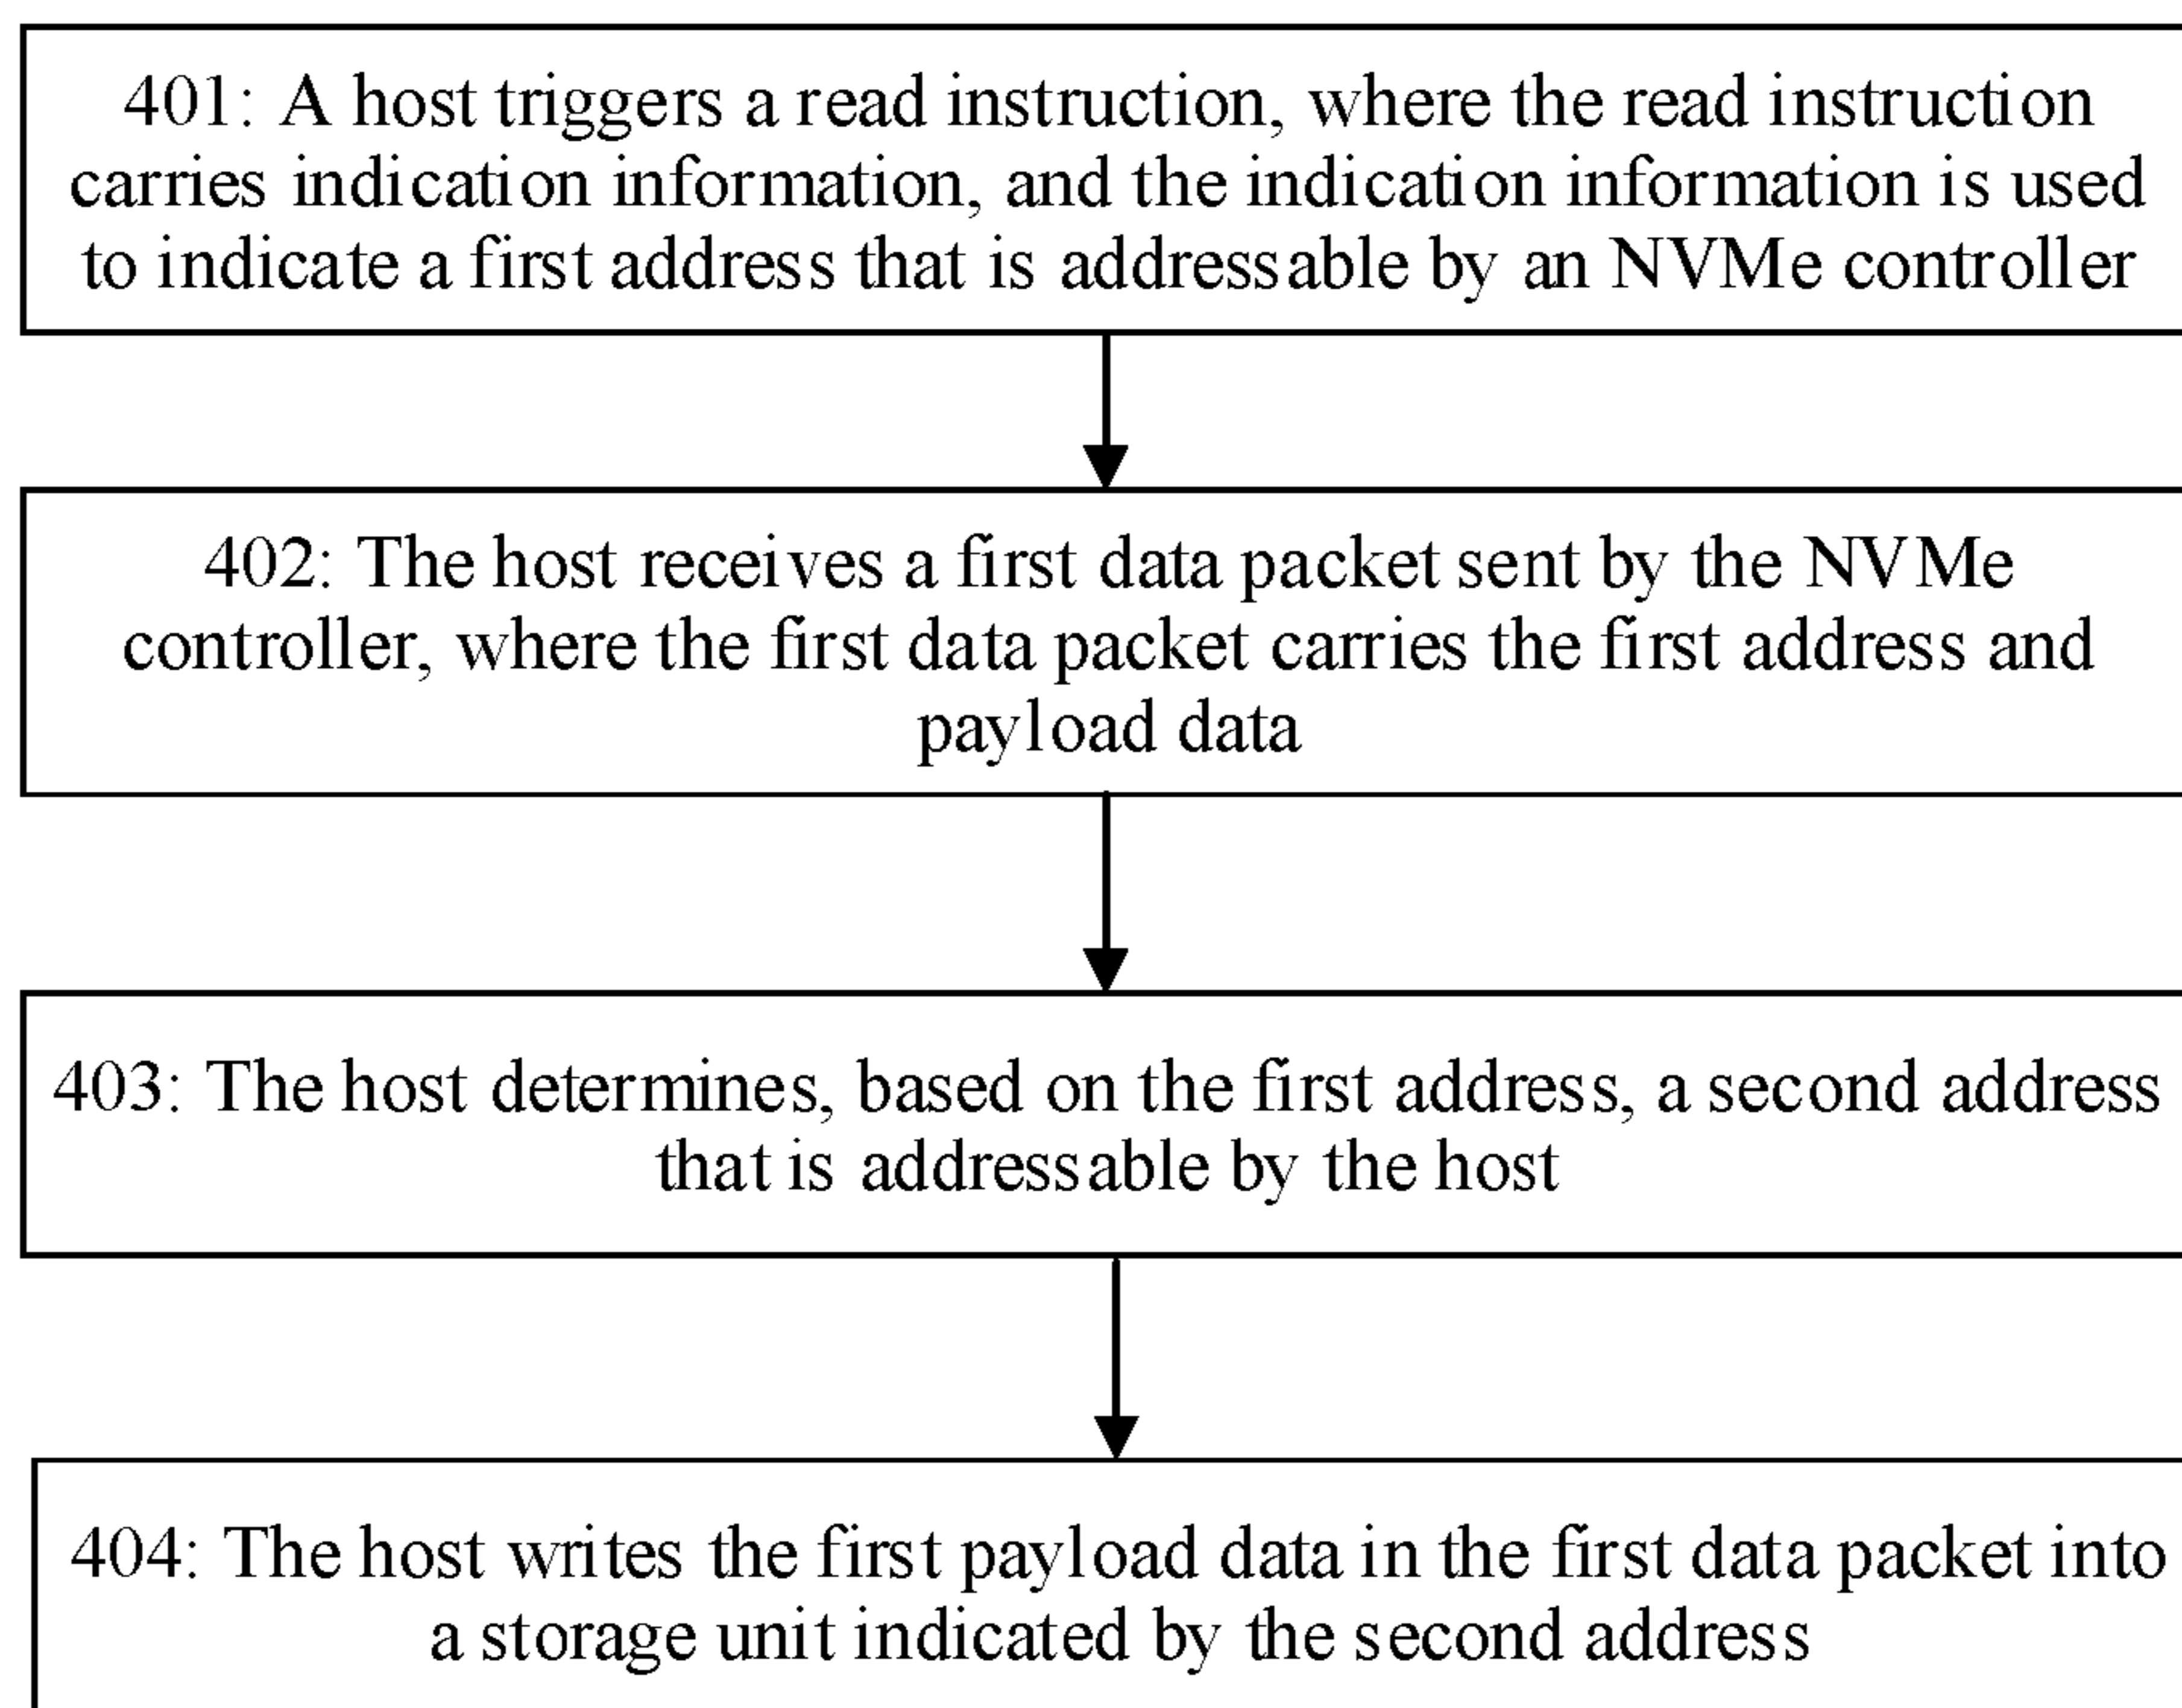 401: A host triggers a read instruction, where the read instruction
carries indication information, and the indication information is used
to indicate a first address that is addressable by an NVMe controller
402: The host receives a first data packet sent by the NVMe
controller, where the first data packet carries the first address and
payload data
403: The host determines, based on the first address, a second address
that is addressable by the host
404: The host writes the first payload data in the first data packet into
a storage unit indicated by the second address